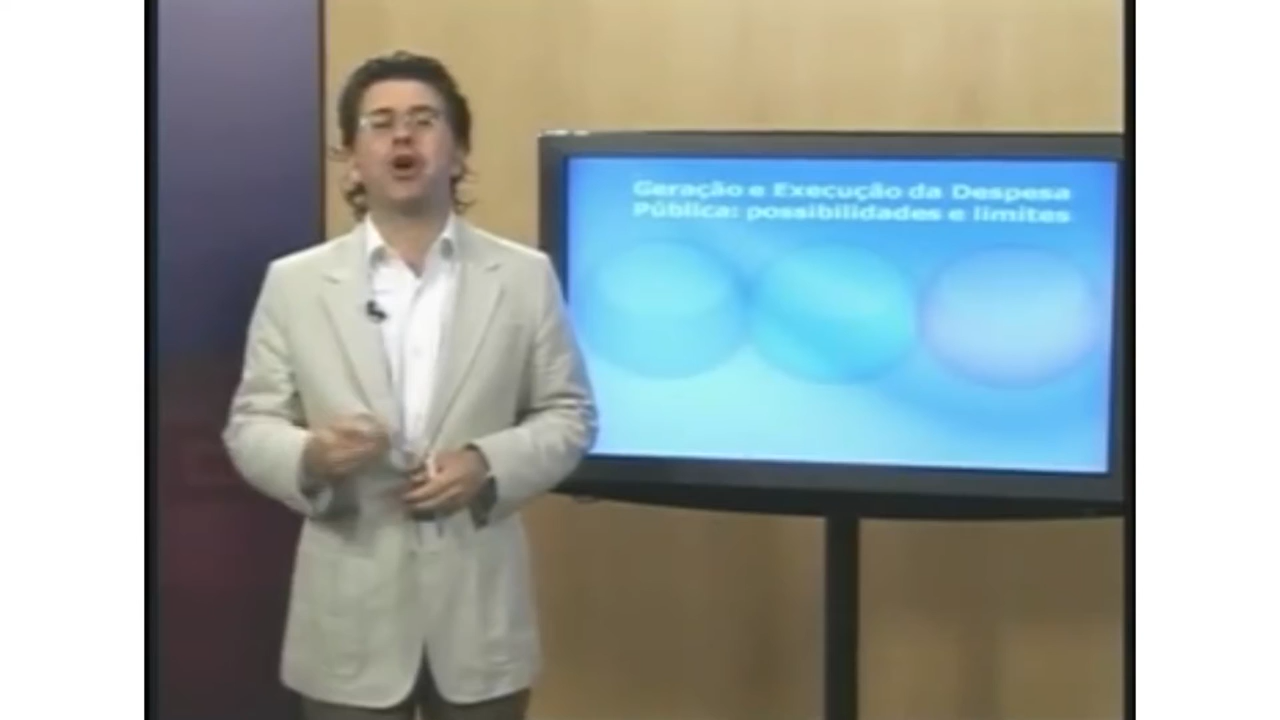 Geração e Execução da Despesa
Pública: possibilidades e limites